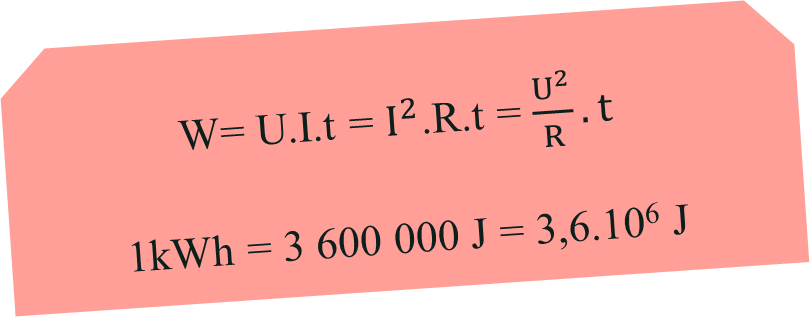 W= U.I.t = I².R.t = U²/R . t
1kWh = 3 600 000 J = 3,6.10⁶ J